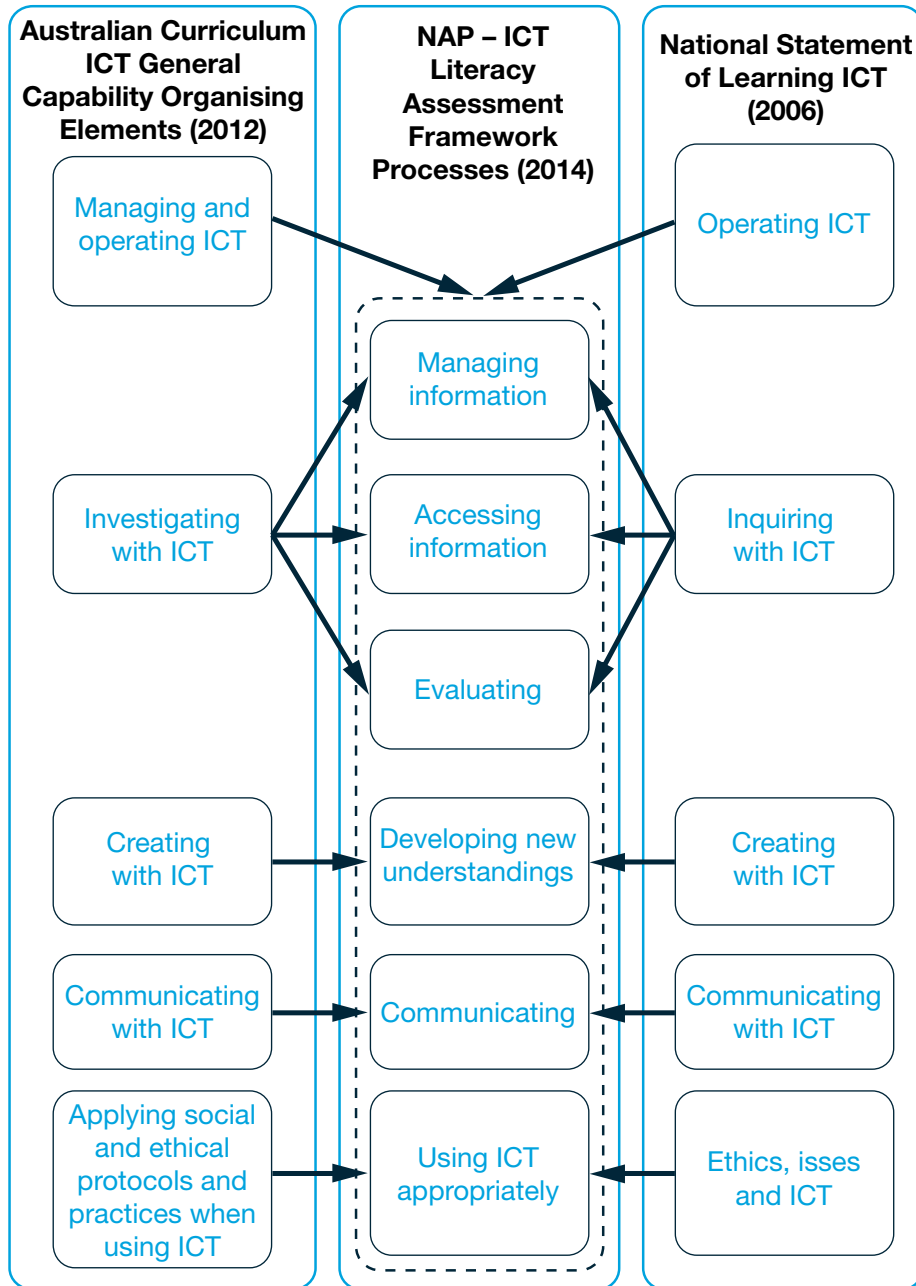 Australian Curriculum
ICT General
Capability Organising
Elements (2012)
Managing and
operating ICT
Investigating
with ICT
Creating
with ICT
Communicating
with ICT
Applying social
and ethical
protocols and
practices when
using ICT
NAP – ICT
Literacy
Assessment
Framework
Processes (2014)
Managing
information
Accessing
information
Evaluating
Developing new
understandings
Communicating
Using ICT
appropriately
National Statement
of Learning ICT
(2006)
Operating ICT
Inquiring
with ICT
Creating
with ICT
Communicating
with ICT
Ethics, isses
and ICT